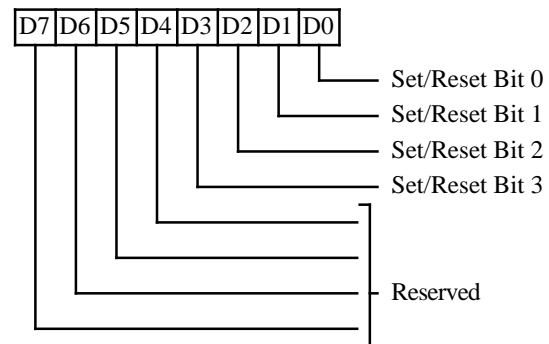 D7 D6 D5 D4 D3 D2 D1 D0
Set/Reset Bit 0
Set/Reset Bit 1
Set/Reset Bit 2
Set/Reset Bit 3
Reserved